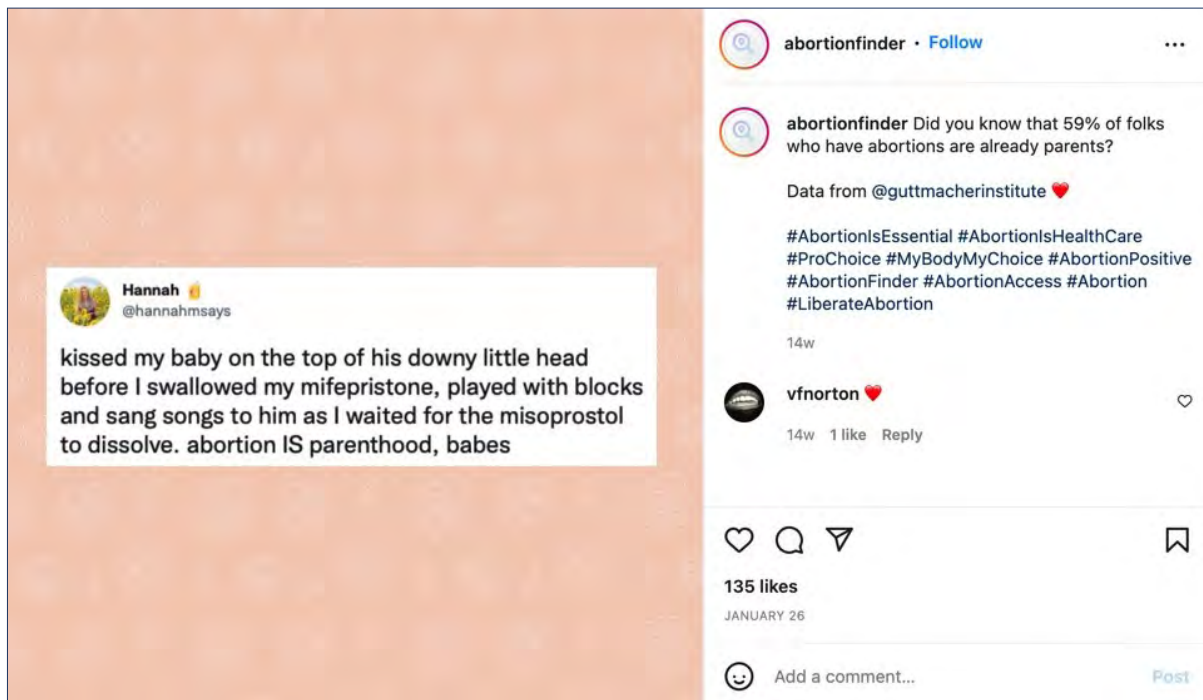 Hannah
@hannahmsays
kissed my baby on the top of his downy little head
before I swallowed my mifepristone, played with blocks
and sang songs to him as I waited for the misoprostol
to dissolve. abortion IS parenthood, babes
abortionfinder • Follow
abortionfinder Did you know that 59% of folks
who have abortions are already parents?
Data from @guttmacherinstitute ❤️
#AbortionIsEssential #AbortionIsHealthCare
#ProChoice #MyBodyMyChoice #AbortionPositive
#AbortionFinder #AbortionAccess #Abortion
#LiberateAbortion
14w
vfnorton ❤️
14w 1 like Reply
135 likes
JANUARY 26
Add a comment...
Post